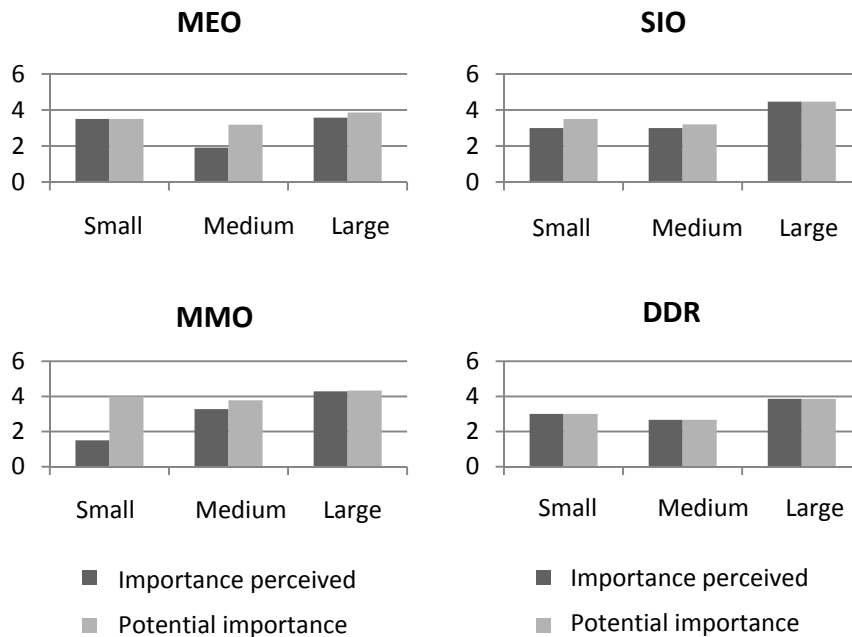 MEO
6
4
2
0
Small Medium Large
SIO
6
4
2
0
Small Medium Large
MMO
6
4
2
0
Small Medium Large
Importance perceived
Potential importance
DDR
6
4
2
0
Small Medium Large
Importance perceived
Potential importance